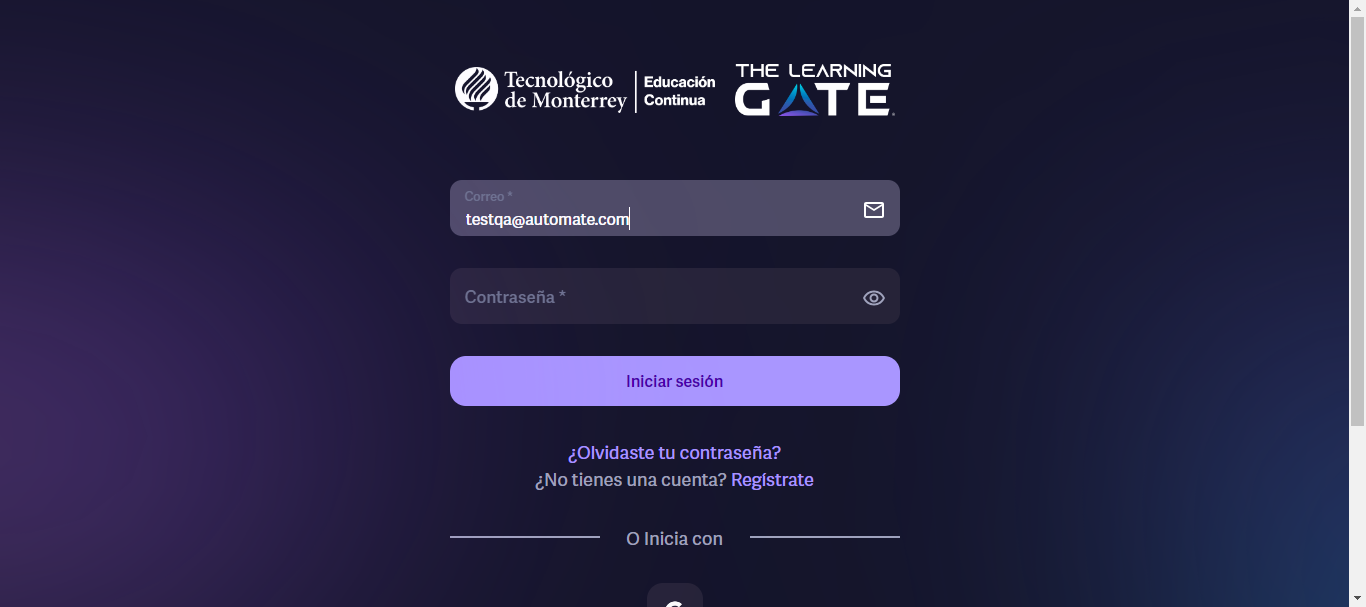 Tecnológico
de Monterrey
Educación
Continua
THE LEARNING
GATE
Correo *
testqa@automate.com
Contraseña *
Iniciar sesión
¿Olvidaste tu contraseña?
¿No tienes una cuenta? Regístrate
O Inicia con